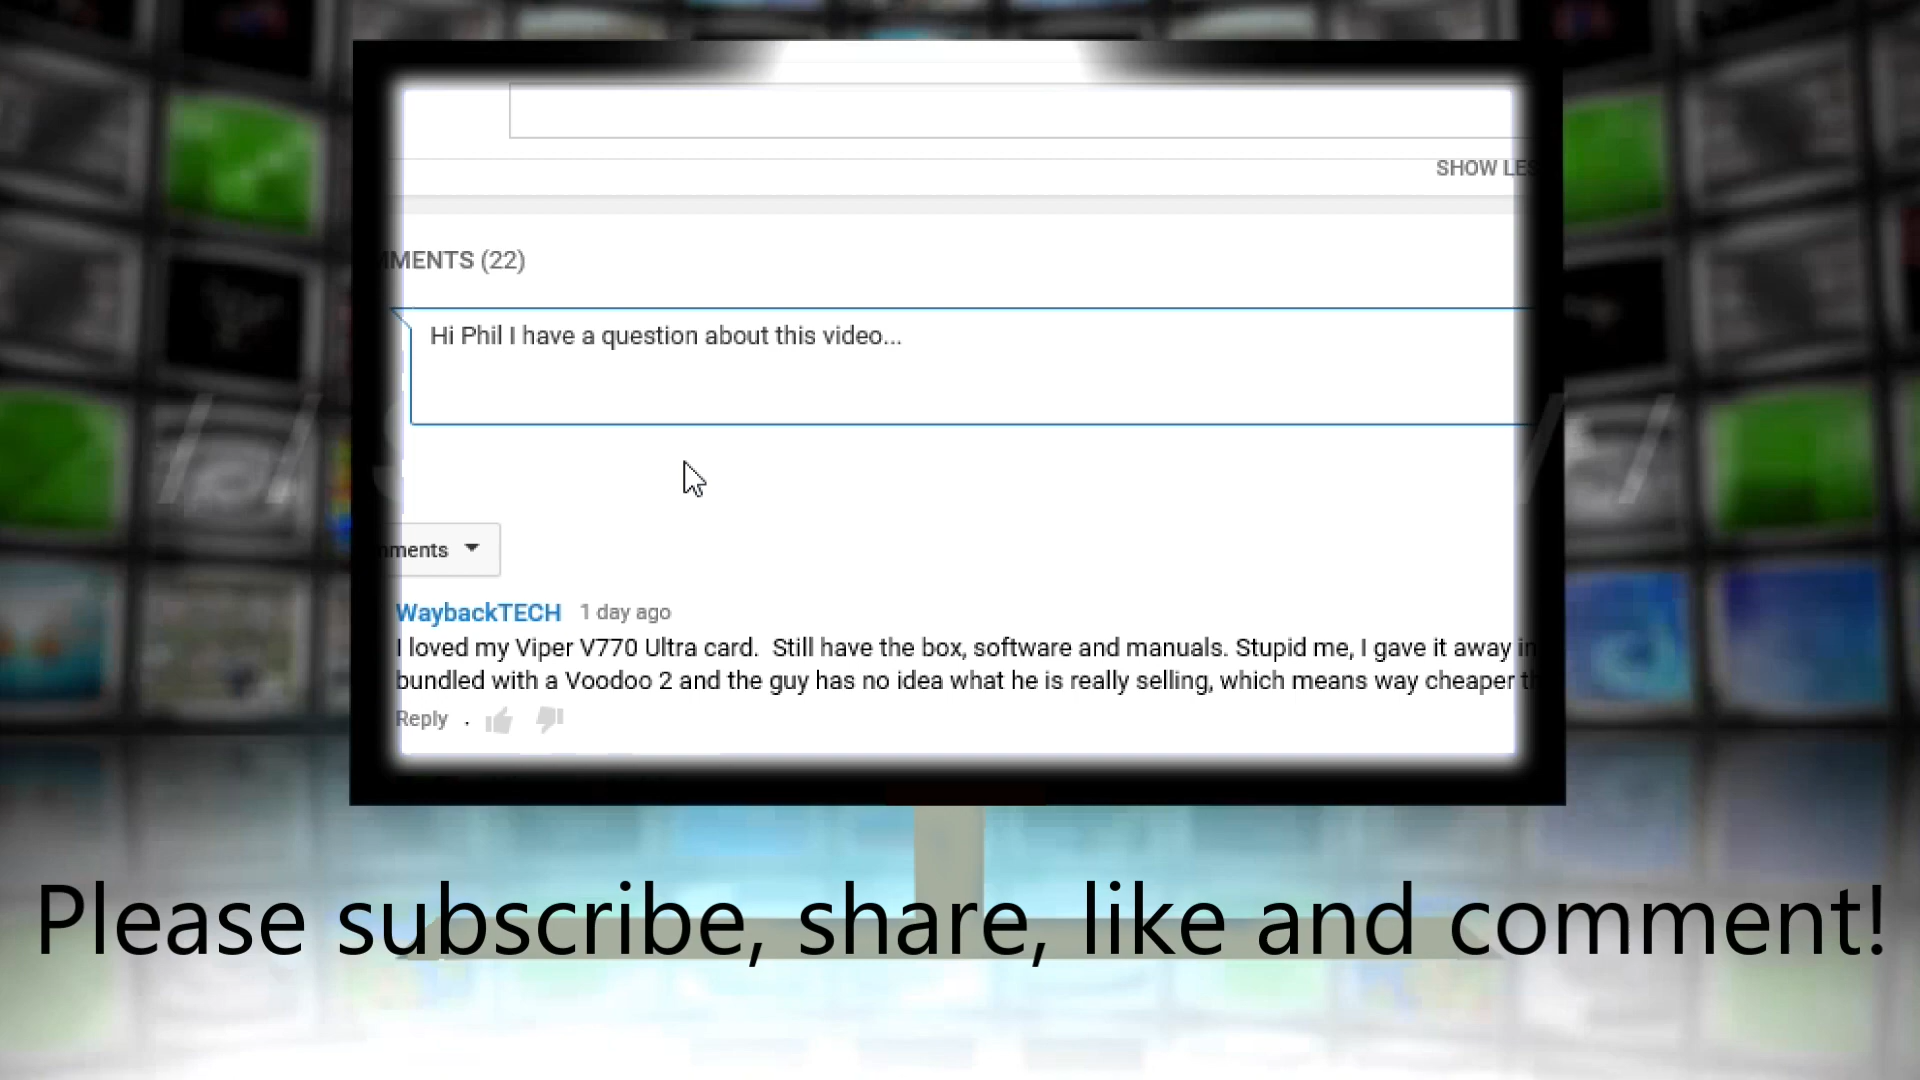 SHOW LES
MMENTS (22)
Hi Phil I have a question about this video...
mments
WaybackTECH 1 day ago
I loved my Viper V770 Ultra card.  Still have the box, software and manuals. Stupid me, I gave it away in
bundled with a Voodoo 2 and the guy has no idea what he is really selling, which means way cheaper th
Reply .
Please subscribe, share, like and comment!